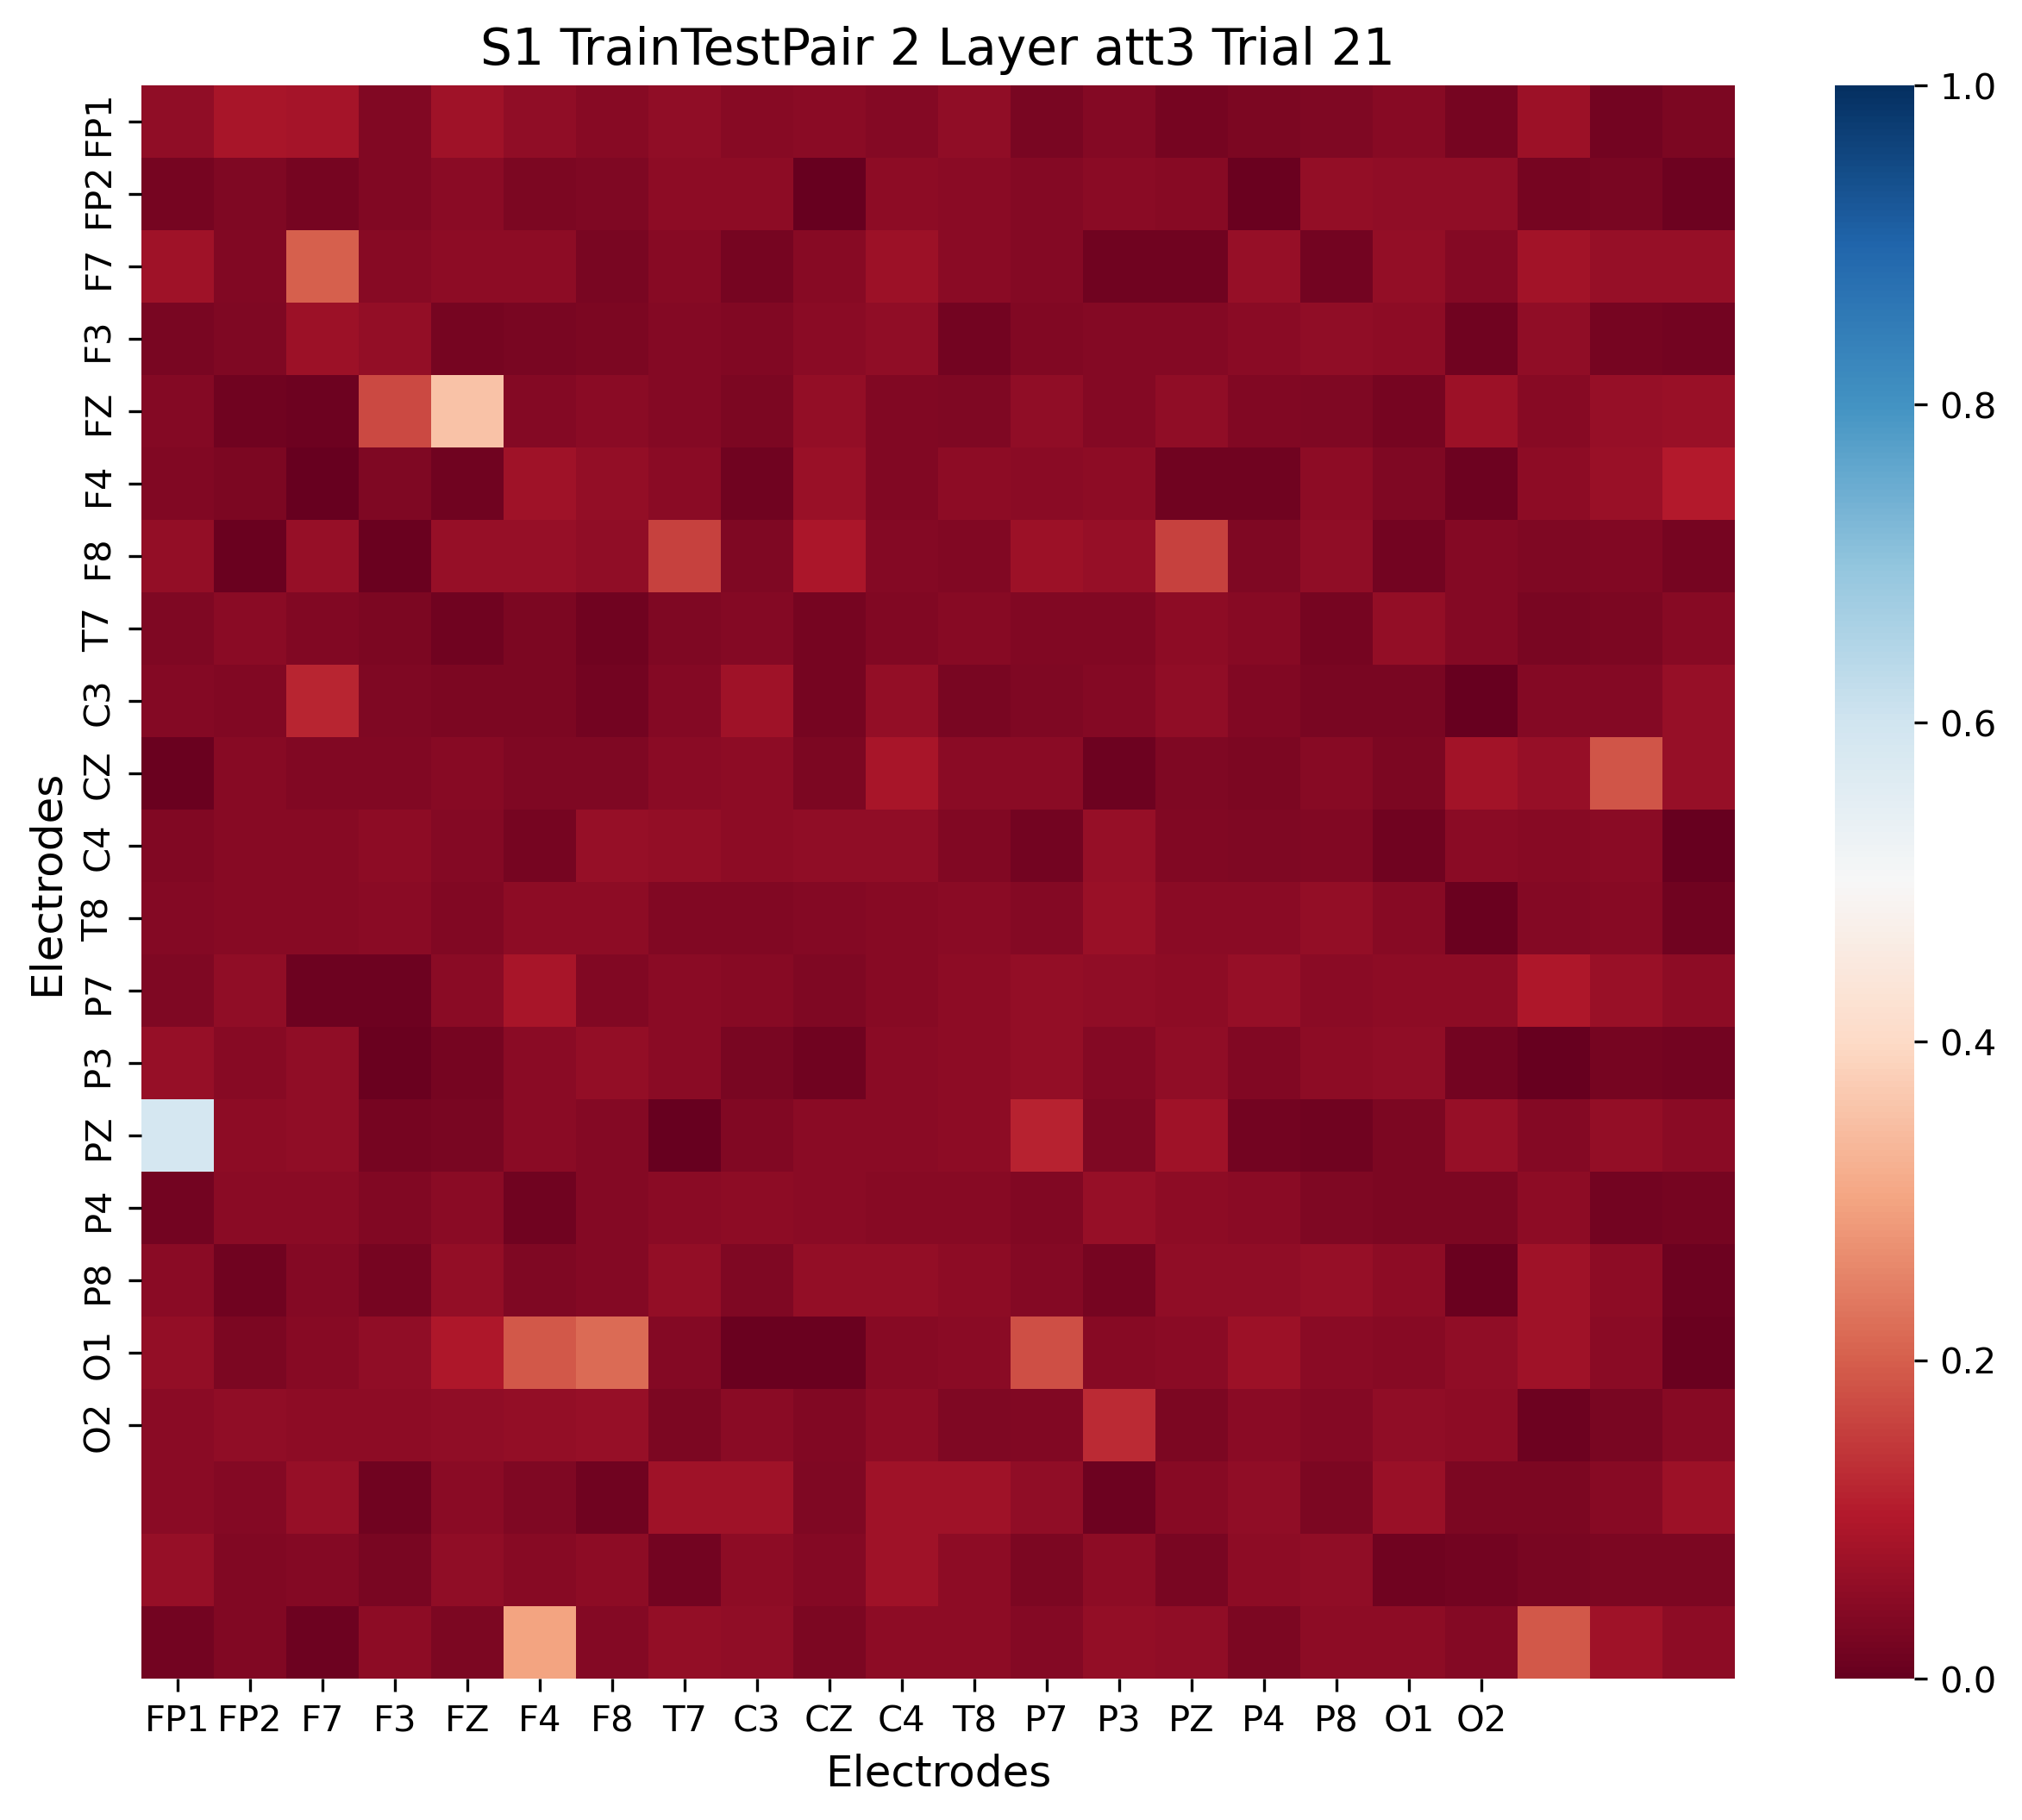 S1 TrainTestPair 2 Layer att3 Trial 21
Electrodes
FP1
FP2
F7
F3
FZ
F4
F8
T7
C3
CZ
C4
T8
P7
P3
PZ
P4
P8
O1
O2
FP1 FP2 F7 F3 FZ F4 F8 T7 C3 CZ C4 T8 P7 P3 PZ P4 P8 O1 O2
Electrodes
1.0
0.8
0.6
0.4
0.2
0.0